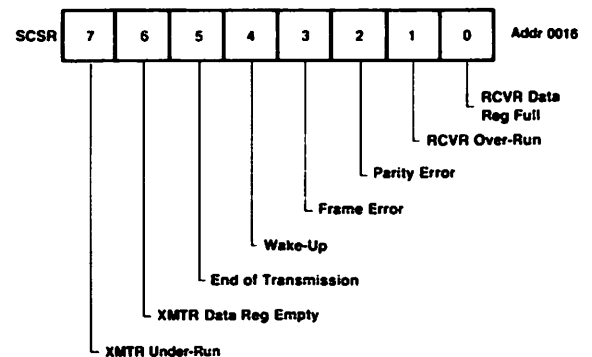 SCSR 7 6 5 4 3 2 1 0 Addr 0016
RCVR Data
Reg Full
RCVR Over-Run
Parity Error
Frame Error
Wake-Up
End of Transmission
XMTR Data Reg Empty
XMTR Under-Run